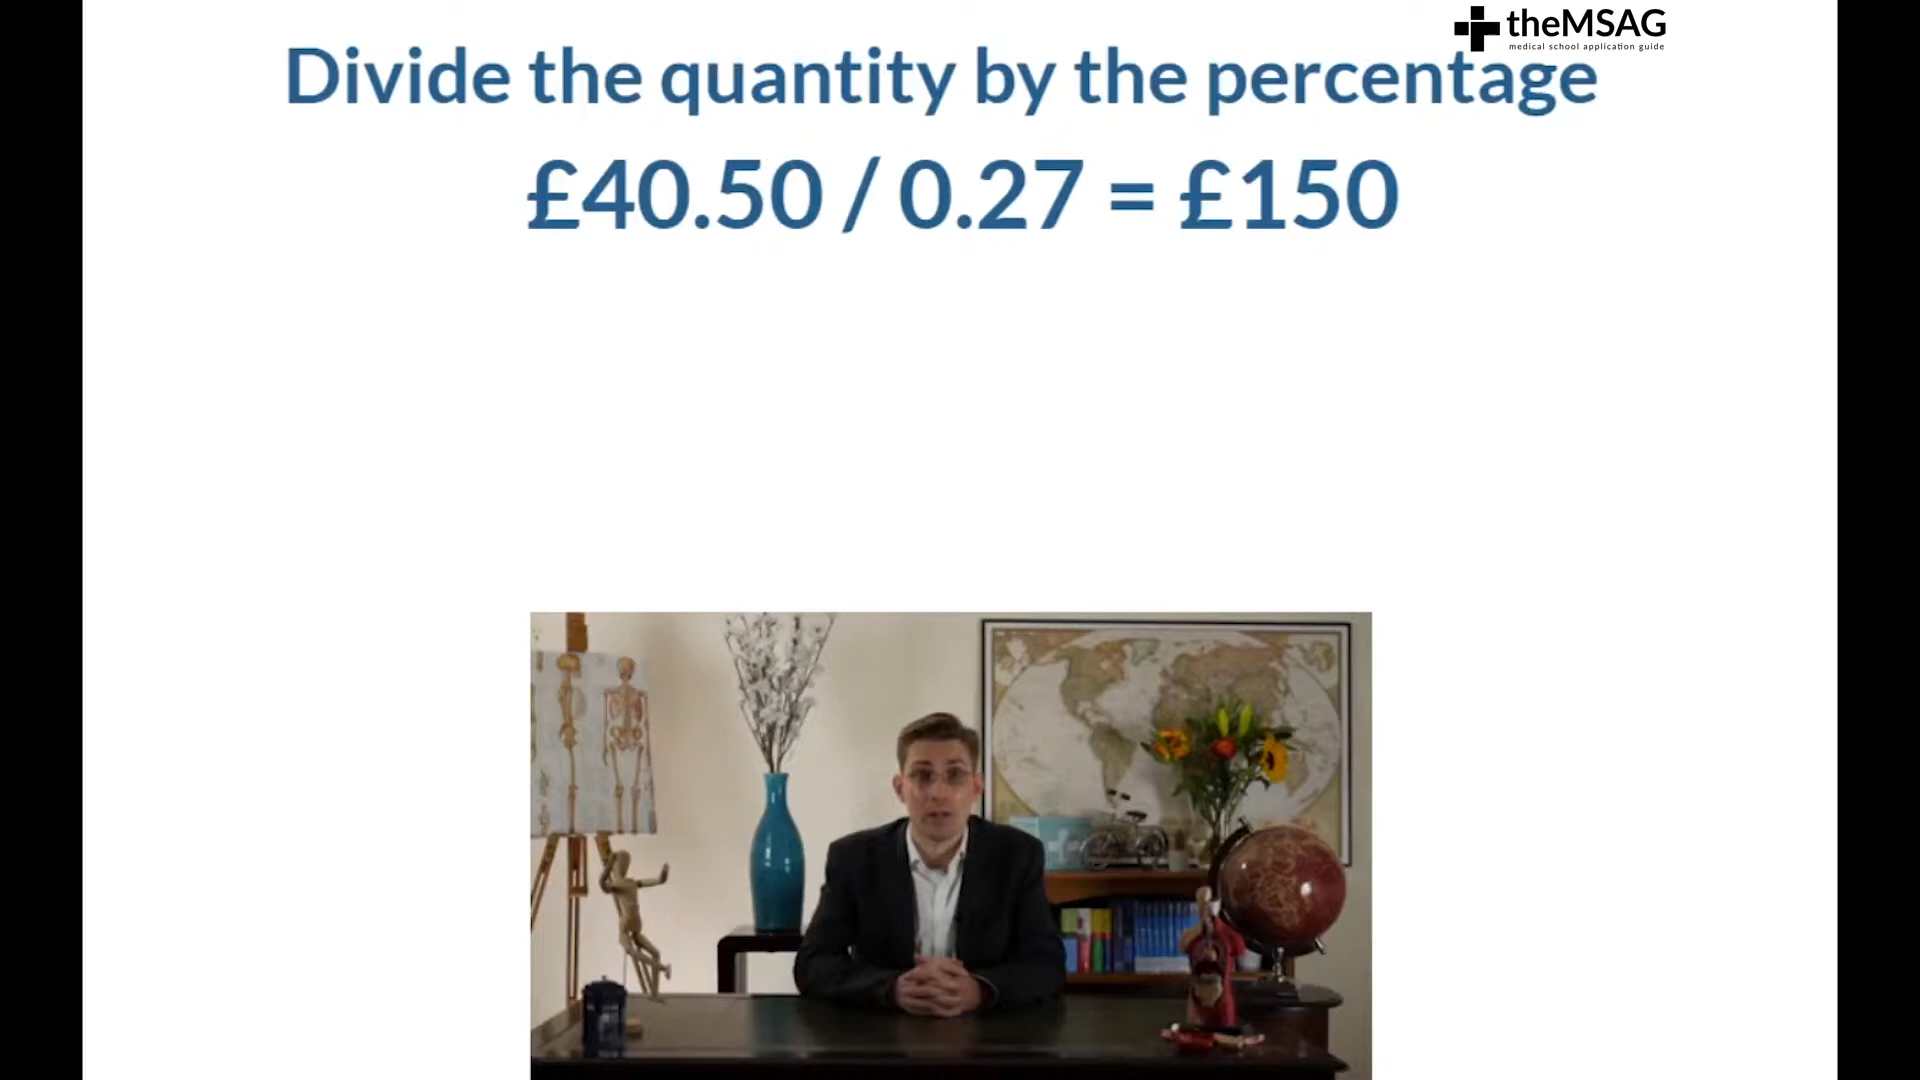 theMSAG
medical school application guide
Divide the quantity by the percentage
£40.50 / 0.27 = £150